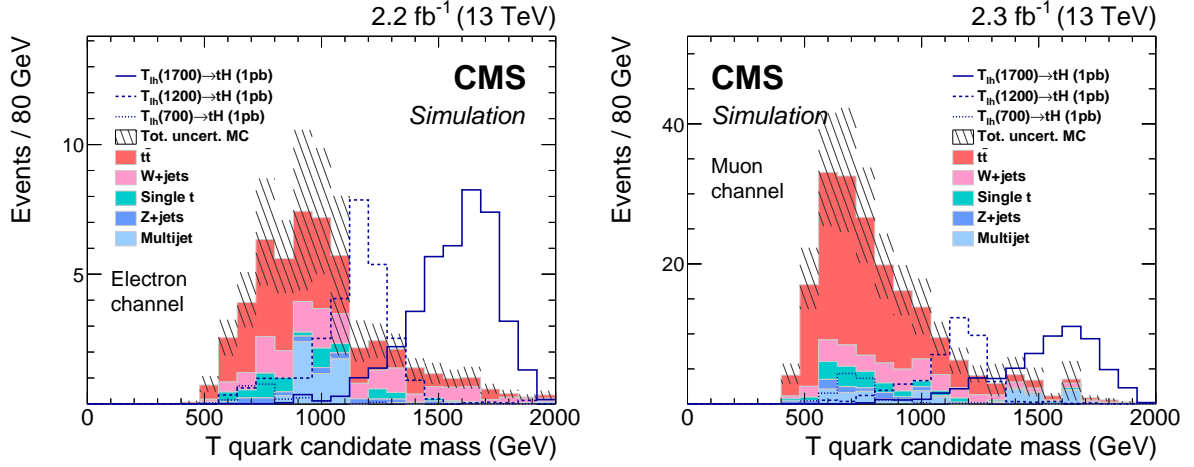 2.2 fb⁻¹ (13 TeV)
Events / 80 GeV
T_lh(1700)→tH (1pb)
T_lh(1200)→tH (1pb)
T_lh(700)→tH (1pb)
Tot. uncert. MC
tt̄
W+jets
Single t
Z+jets
Multijet
CMS
Simulation
Electron
channel
10
5
0 500 1000 1500 2000
T quark candidate mass (GeV)
2.3 fb⁻¹ (13 TeV)
Events / 80 GeV
CMS
Simulation
Muon
channel
T_lh(1700)→tH (1pb)
T_lh(1200)→tH (1pb)
T_lh(700)→tH (1pb)
Tot. uncert. MC
tt̄
W+jets
Single t
Z+jets
Multijet
40
20
0
0 500 1000 1500 2000
T quark candidate mass (GeV)